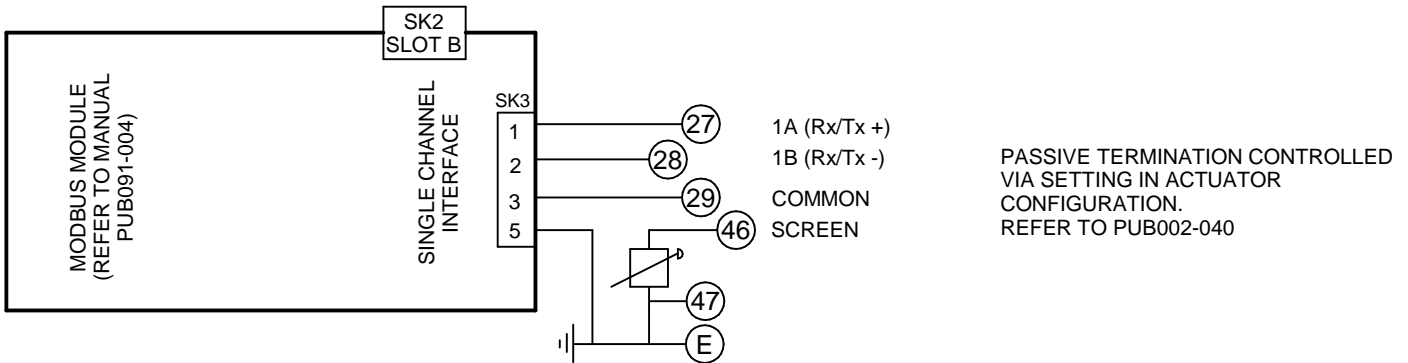 SK2
SLOT B
MODBUS MODULE
(REFER TO MANUAL
PUB091-004)
SINGLE CHANNEL
INTERFACE
SK3
1
2
3
5
27
1A (Rx/Tx +)
28
1B (Rx/Tx -)
29
COMMON
46
SCREEN
47
E
PASSIVE TERMINATION CONTROLLED
VIA SETTING IN ACTUATOR
CONFIGURATION.
REFER TO PUB002-040